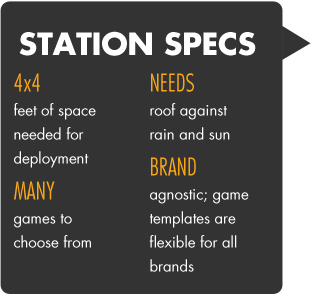 STATION SPECS
4x4
feet of space
needed for
deployment
MANY
games to
choose from
NEEDS
roof against
rain and sun
BRAND
agnostic; game
templates are
flexible for all
brands